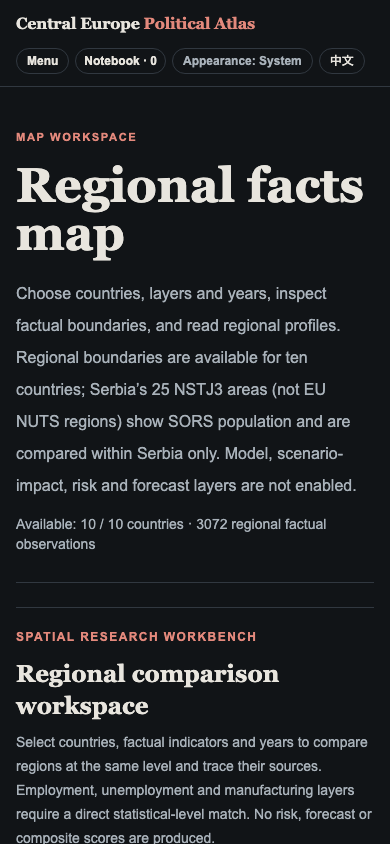 Central Europe Political Atlas
Menu
Notebook · 0
Appearance: System
中文
MAP WORKSPACE
Regional facts
map
Choose countries, layers and years, inspect
factual boundaries, and read regional profiles.
Regional boundaries are available for ten
countries; Serbia's 25 NSTJ3 areas (not EU
NUTS regions) show SORS population and are
compared within Serbia only. Model, scenario-
impact, risk and forecast layers are not enabled.
Available: 10 / 10 countries · 3072 regional factual
observations
SPATIAL RESEARCH WORKBENCH
Regional comparison
workspace
Select countries, factual indicators and years to compare
regions at the same level and trace their sources.
Employment, unemployment and manufacturing layers
require a direct statistical-level match. No risk, forecast or
composite scores are produced.